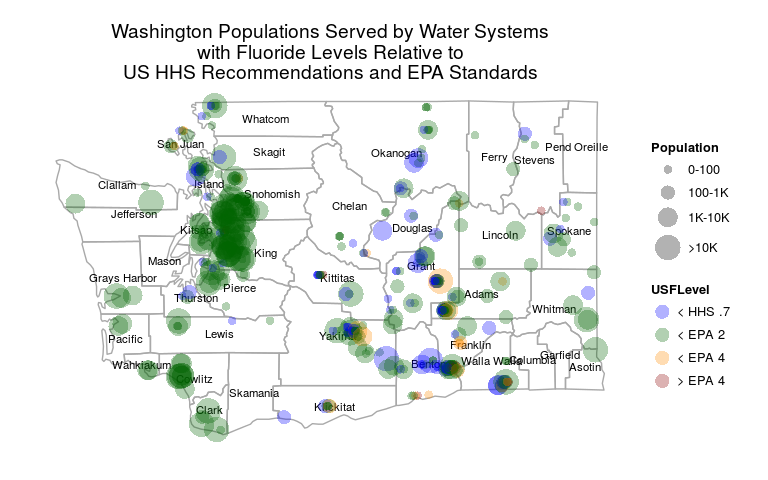 Washington Populations Served by Water Systems
with Fluoride Levels Relative to
US HHS Recommendations and EPA Standards
Whatcom
San Juan
Skagit
Okanogan
Ferry
Stevens
Pend Oreille
Clallam
Island
Snohomish
Jefferson
Chelan
Kitsap
Douglas
Lincoln
Spokane
King
Mason
Grant
Grays Harbor
Kittitas
Pierce
Thurston
Adams
Whitman
Lewis
Pacific
Yakima
Franklin
Garfield
Wahkiakum
Benton
Walla Walla
Columbia
Asotin
Cowlitz
Skamania
Clark
Klickitat
Population
0-100
100-1K
1K-10K
>10K
USFLevel
< HHS .7
< EPA 2
< EPA 4
> EPA 4